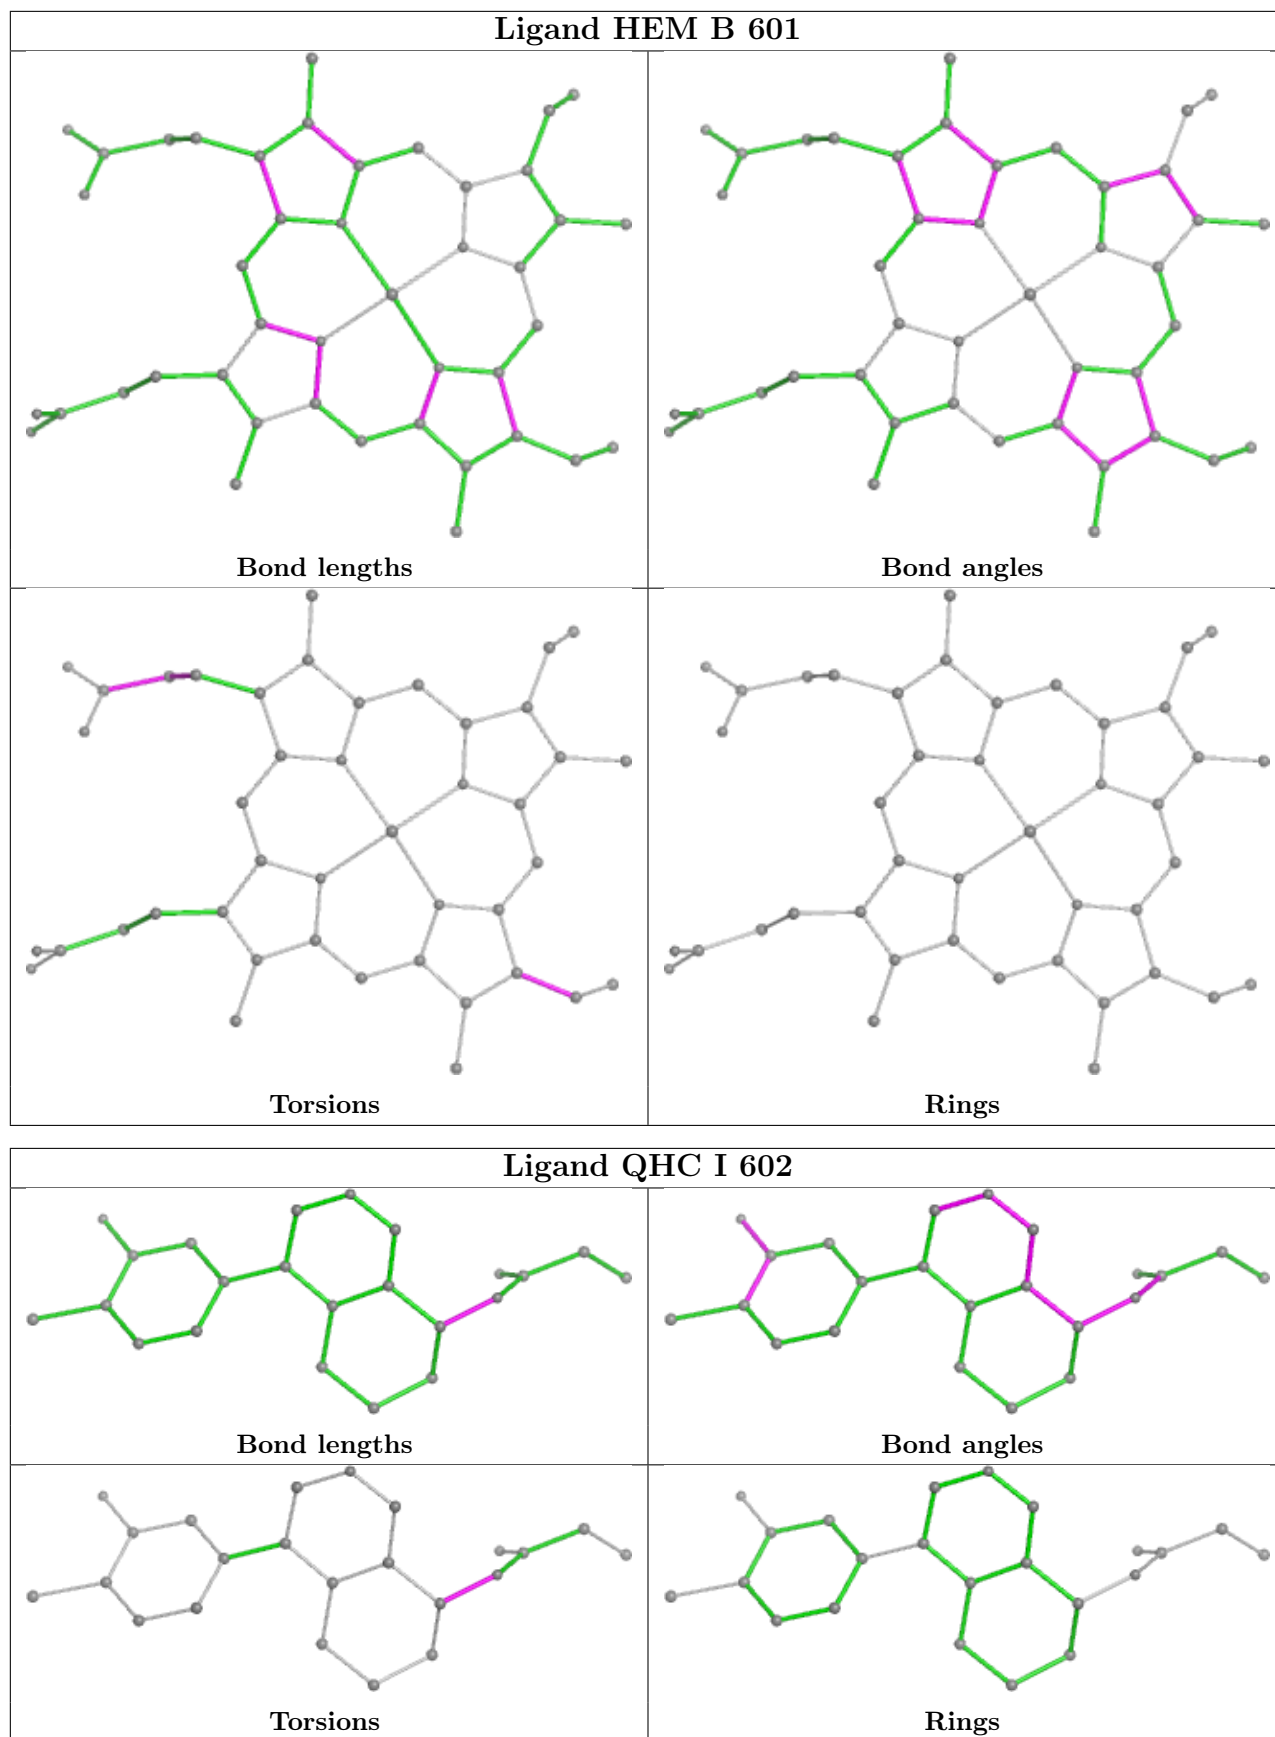 Ligand HEM B 601
Bond lengths
Bond angles
Torsions
Rings
Ligand QHC I 602
Bond lengths
Bond angles
Torsions
Rings